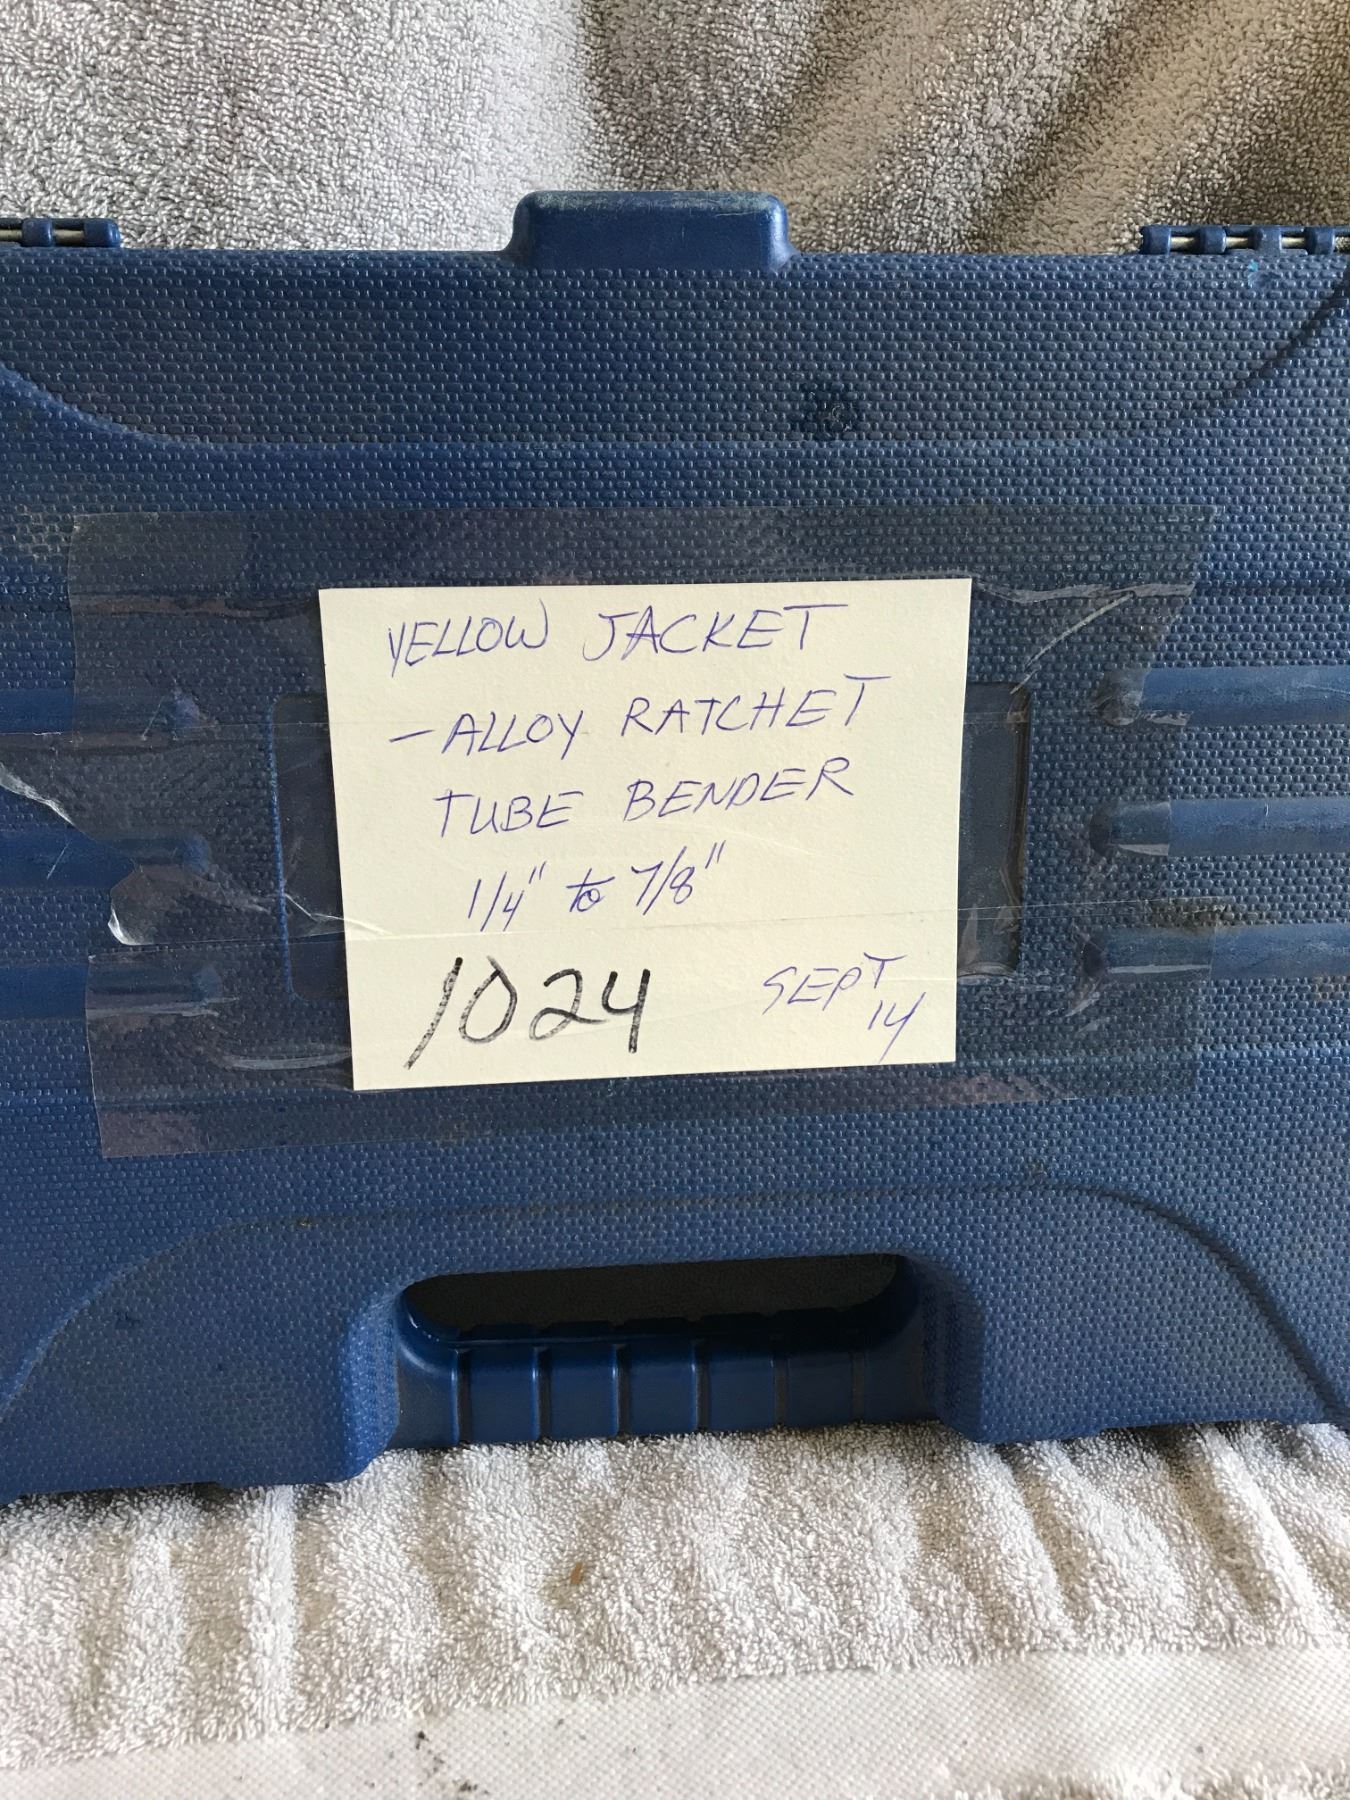 YELLOW JACKET
- ALLOY RATCHET
TUBE BENDER
1/4" to 7/8"
1024
SEPT
14